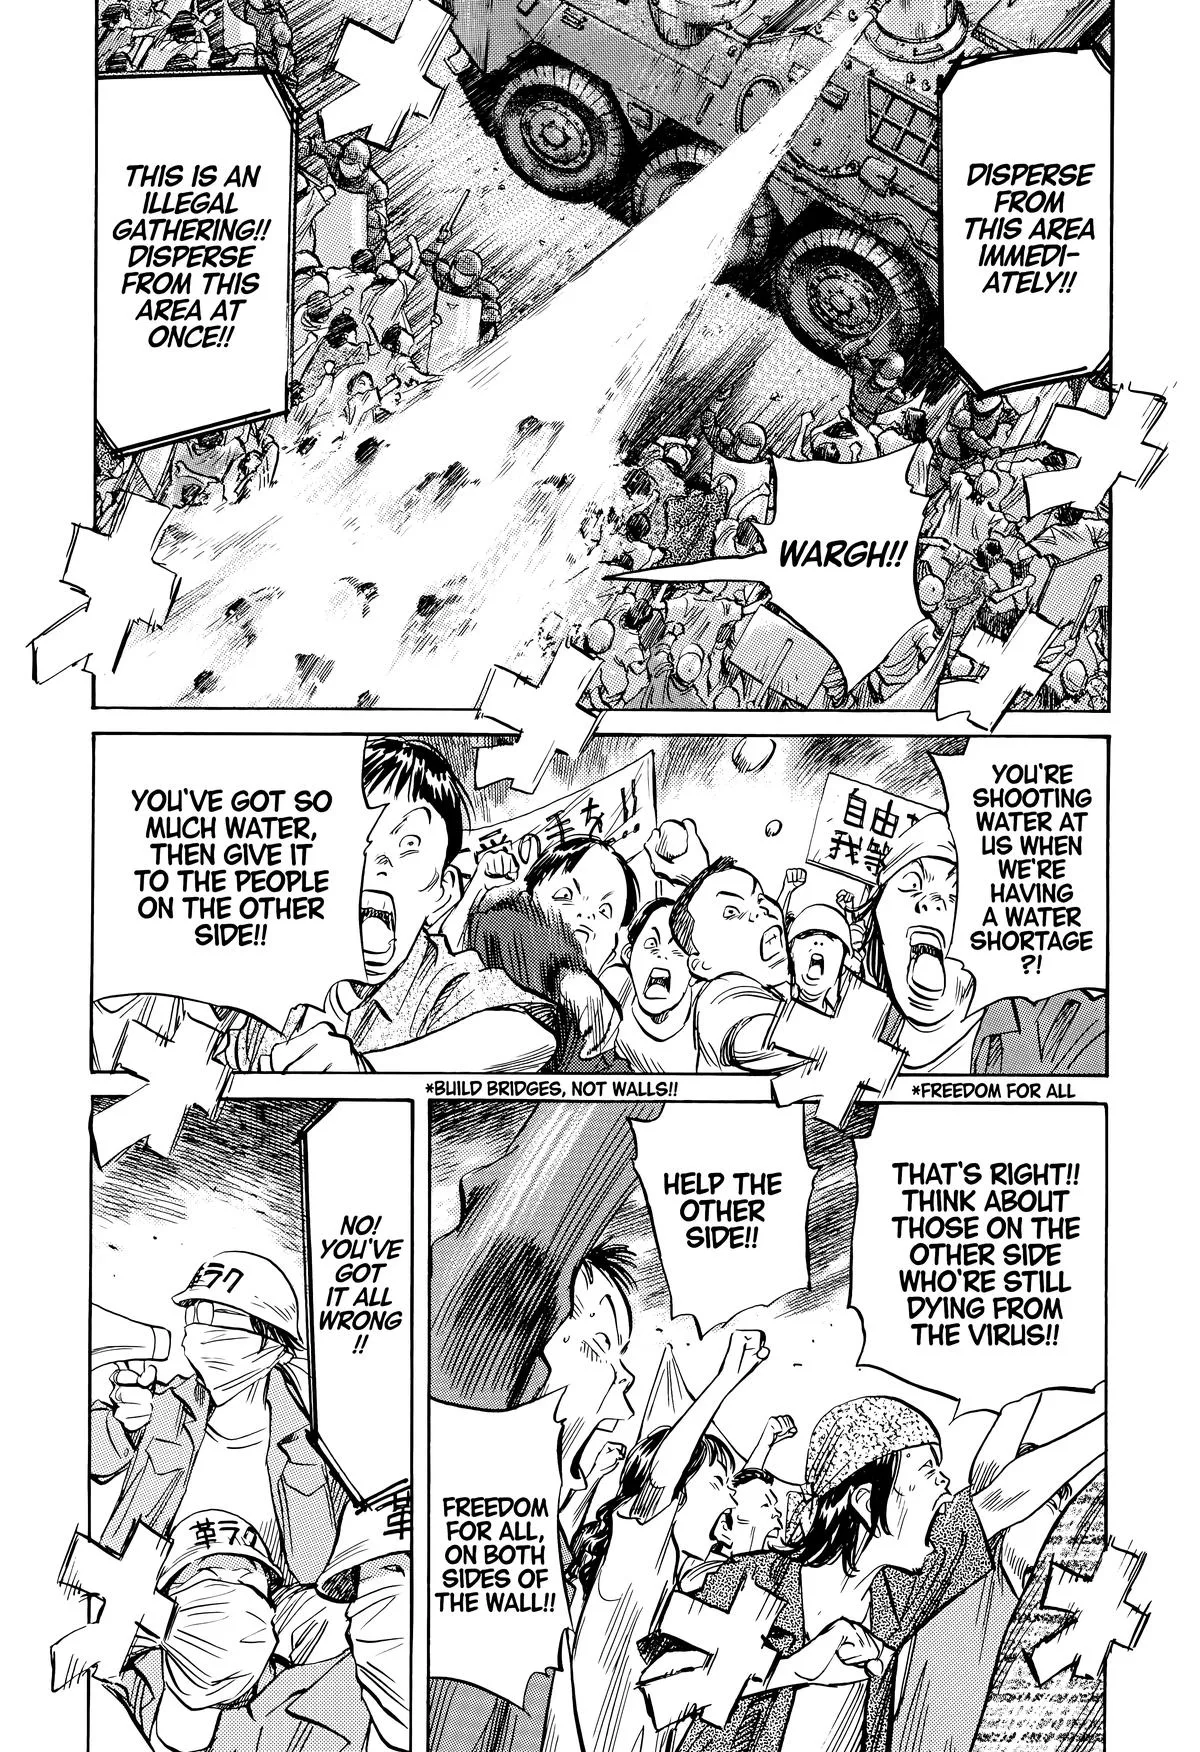 DISPERSE
FROM
THIS AREA
IMMEDI-
ATELY!!
THIS IS AN
ILLEGAL
GATHERING!!
DISPERSE
FROM THIS
AREA AT
ONCE!!
WARGH!!
YOU'RE
SHOOTING
WATER AT
US WHEN
WE'RE
HAVING
A WATER
SHORTAGE
?!
自由
我等
の手を!!
YOU'VE GOT SO
MUCH WATER,
THEN GIVE IT
TO THE PEOPLE
ON THE OTHER
SIDE!!
*BUILD BRIDGES, NOT WALLS!!
*FREEDOM FOR ALL
THAT'S RIGHT!!
THINK ABOUT
THOSE ON THE
OTHER SIDE
WHO'RE STILL
DYING FROM
THE VIRUS!!
HELP THE
OTHER
SIDE!!
FREEDOM
FOR ALL,
ON BOTH
SIDES OF
THE WALL!!
NO!
YOU'VE
GOT
IT ALL
WRONG
!!
革ラク
革ラク
革